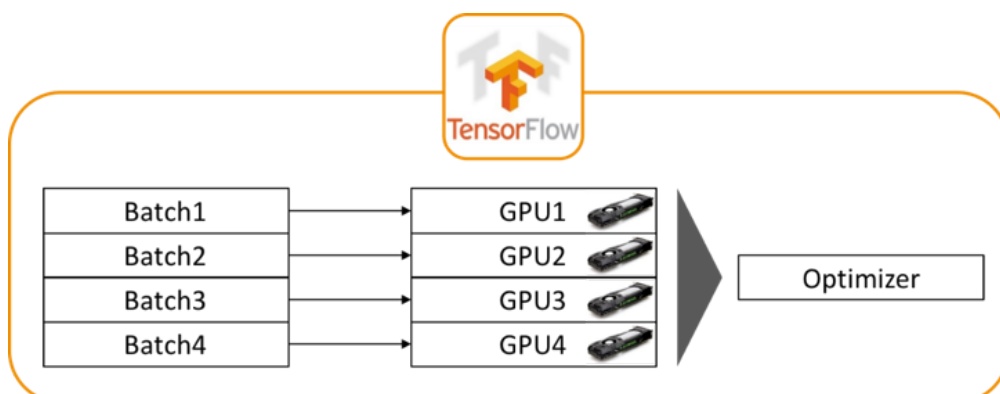 TensorFlow
Batch1
GPU1
Batch2
GPU2
Batch3
GPU3
Batch4
GPU4
Optimizer